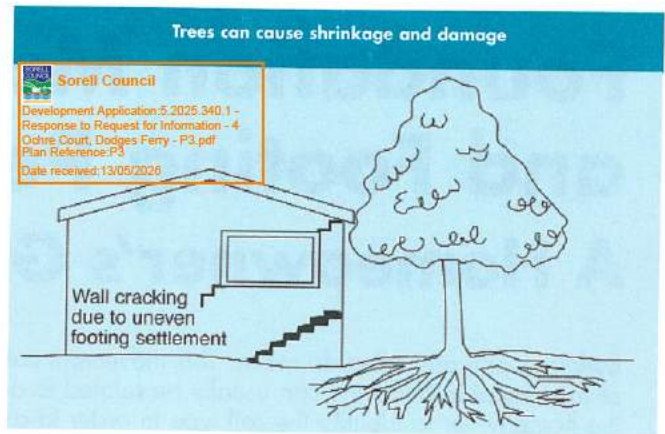 Trees can cause shrinkage and damage
SORELL
COUNCIL
Sorell Council
Development Application:5.2025.340.1 -
Response to Request for Information - 4
Ochre Court, Dodges Ferry - P3.pdf
Plan Reference:P3
Date received:13/05/2026
Wall cracking
due to uneven
footing settlement